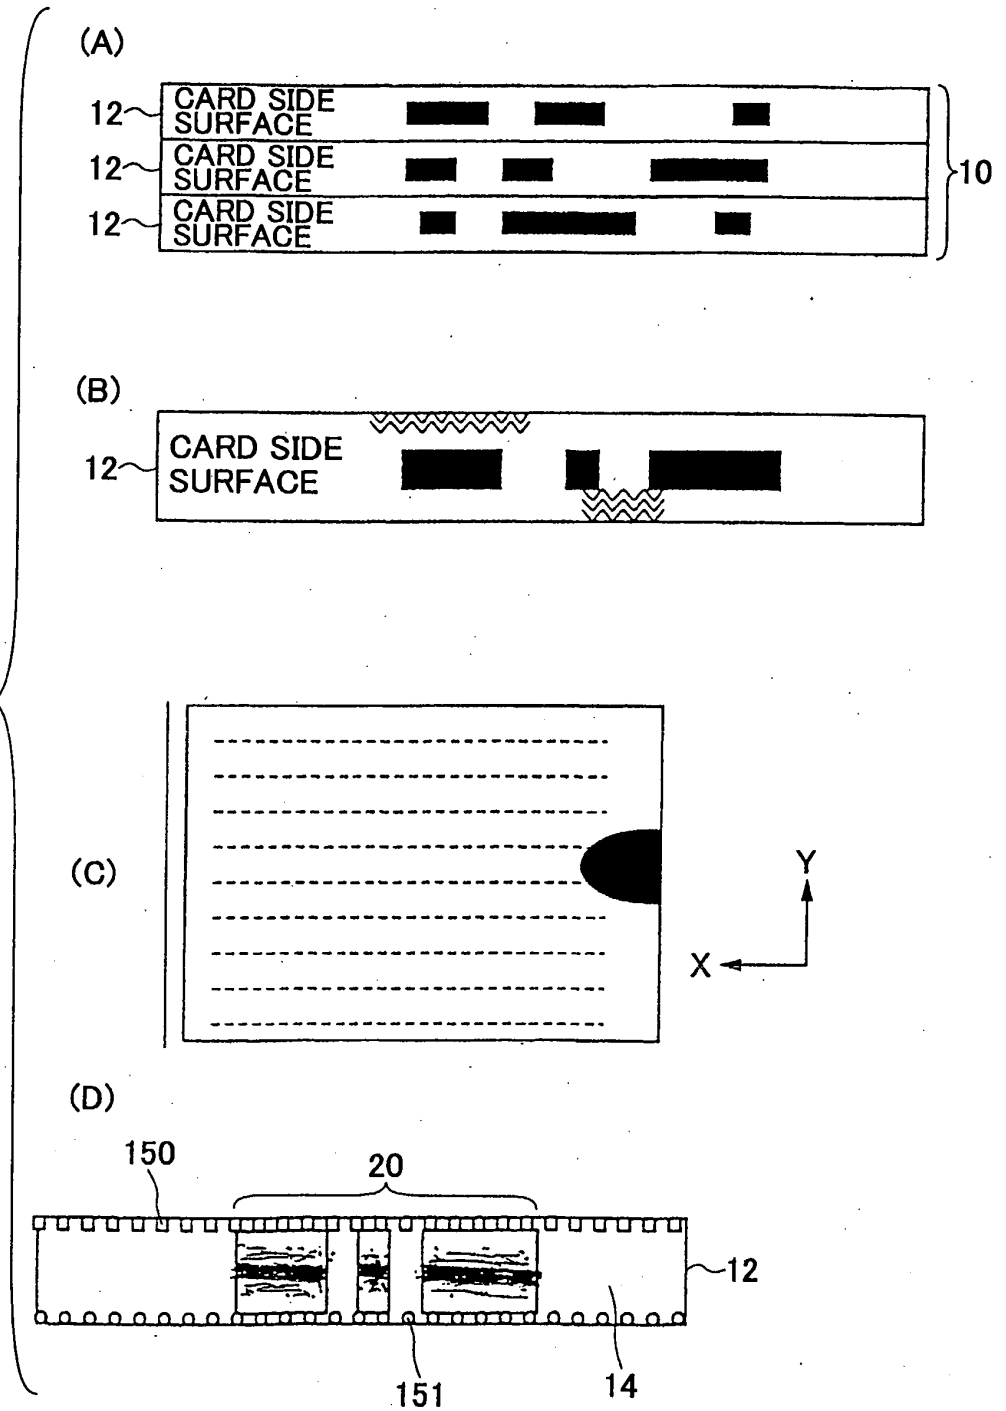 (A)
12 CARD SIDE
SURFACE
12 CARD SIDE
SURFACE
12 CARD SIDE
SURFACE
10
(B)
12 CARD SIDE
SURFACE
(C)
Y
X
(D)
150
20
12
151
14